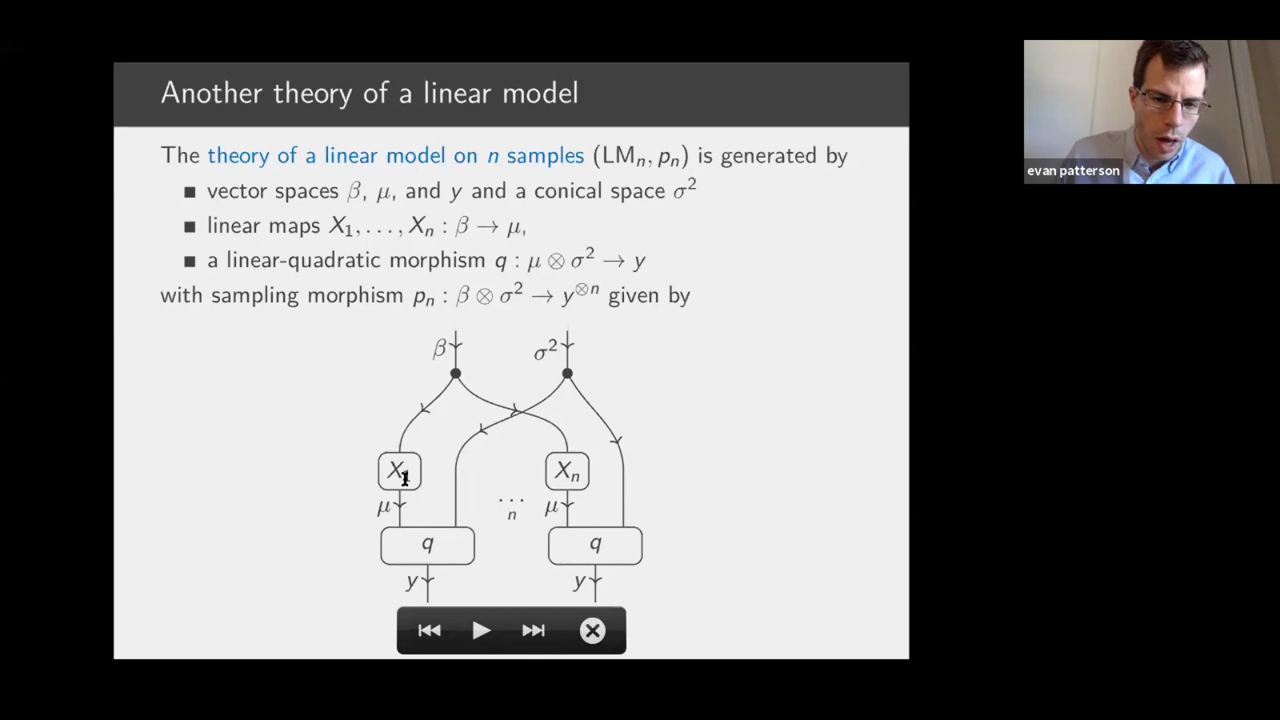 Another theory of a linear model
The theory of a linear model on n samples (LMₙ, pₙ) is generated by
■ vector spaces β, μ, and y and a conical space σ²
■ linear maps X₁, . . . , Xₙ : β → μ,
■ a linear-quadratic morphism q : μ ⊗ σ² → y
with sampling morphism pₙ : β ⊗ σ² → y^{⊗n} given by
β σ²
X₁ Xₙ
μ ··· μ
n
q q
y y
evan patterson